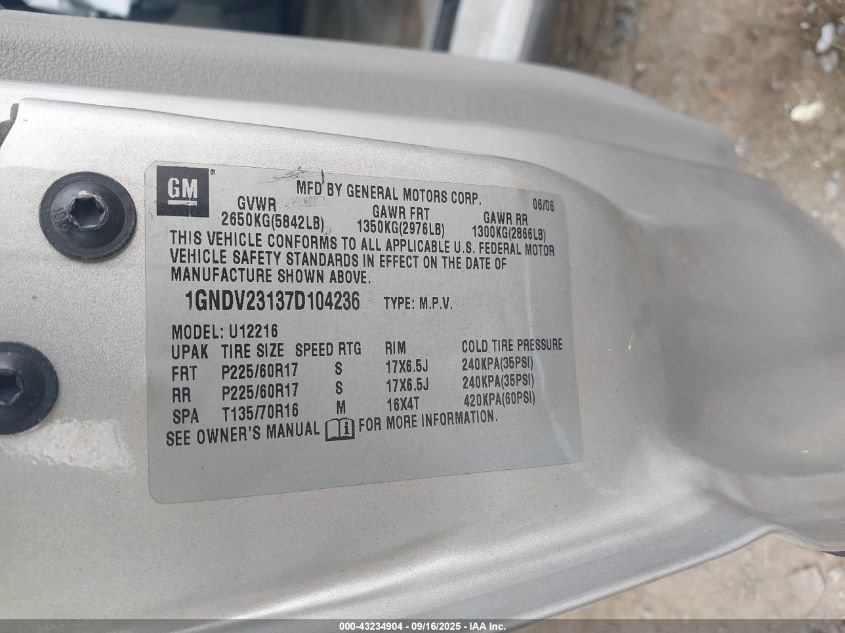 GM
MFD BY GENERAL MOTORS CORP. 06/06
GVWR GAWR FRT GAWR RR
2650KG(5842LB) 1350KG(2976LB) 1300KG(2866LB)
THIS VEHICLE CONFORMS TO ALL APPLICABLE U.S. FEDERAL MOTOR
VEHICLE SAFETY STANDARDS IN EFFECT ON THE DATE OF
MANUFACTURE SHOWN ABOVE.
1GNDV23137D104236 TYPE: M.P.V.
MODEL: U12216
UPAK TIRE SIZE SPEED RTG RIM COLD TIRE PRESSURE
FRT P225/60R17 S 17X6.5J 240KPA(35PSI)
RR P225/60R17 S 17X6.5J 240KPA(35PSI)
SPA T135/70R16 M 16X4T 420KPA(60PSI)
SEE OWNER'S MANUAL FOR MORE INFORMATION.
000-43234904 - 09/16/2025 - IAA Inc.